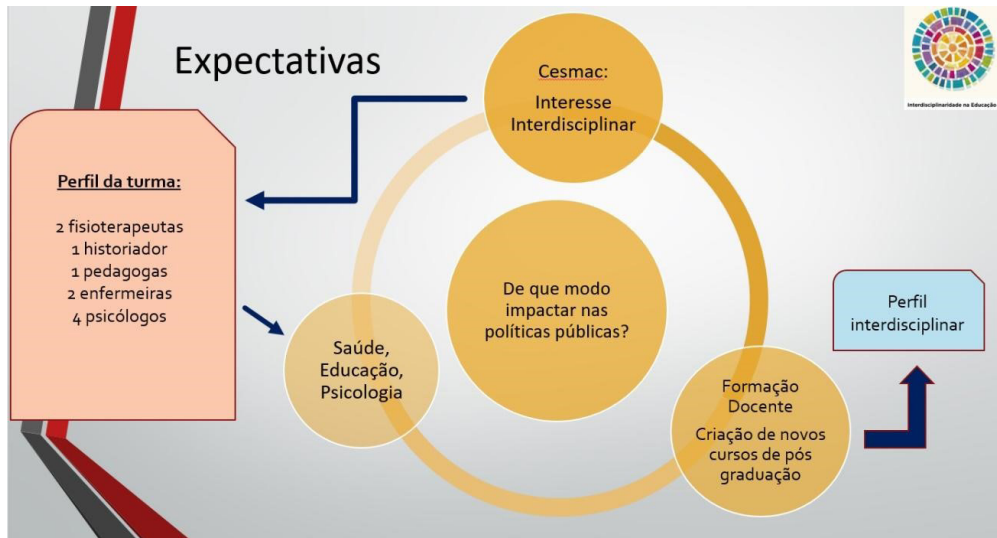 Expectativas
Cesmac:
Interesse
Interdisciplinar
Interdisciplinaridade na Educação
Perfil da turma:
2 fisioterapeutas
1 historiador
1 pedagogas
2 enfermeiras
4 psicólogos
De que modo
impactar nas
políticas públicas?
Saúde,
Educação,
Psicologia
Formação
Docente
Criação de novos
cursos de pós
graduação
Perfil
interdisciplinar